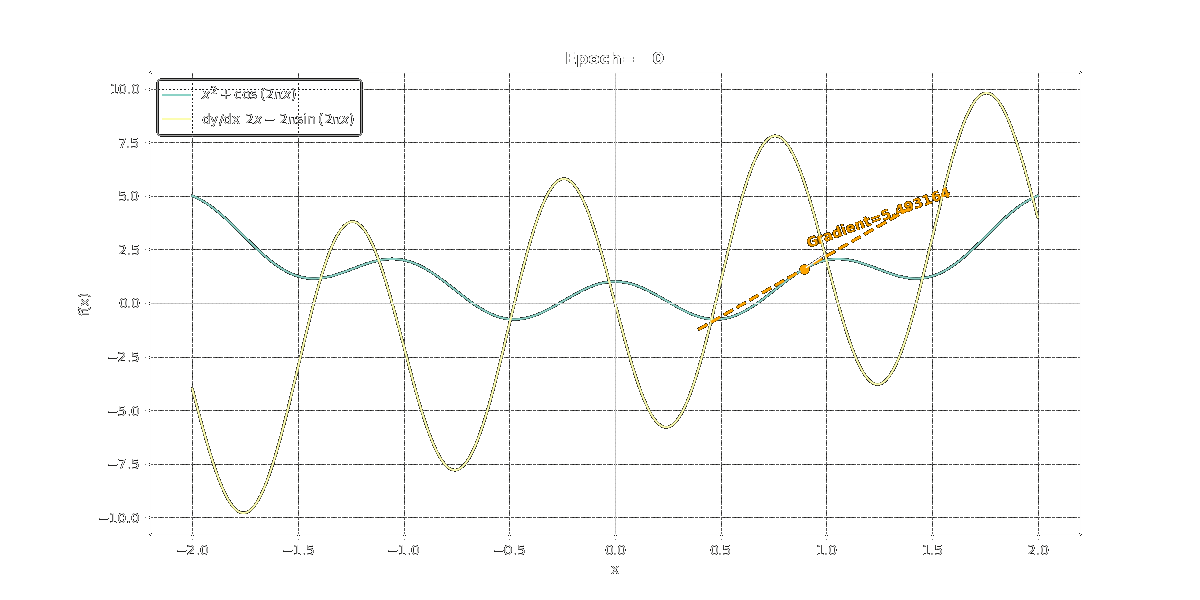 Epoch = 0
x² + cos (2πx)
dy/dx 2x − 2πsin (2πx)
Gradient=5.493164
10.0
7.5
5.0
2.5
0.0
−2.5
−5.0
−7.5
−10.0
f(x)
−2.0 −1.5 −1.0 −0.5 0.0 0.5 1.0 1.5 2.0
x